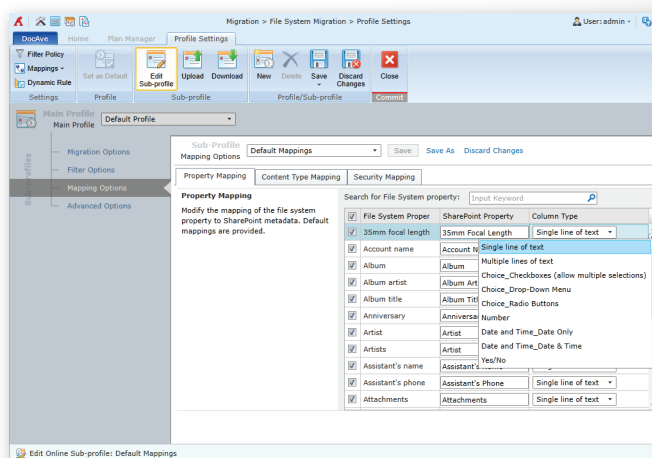 Migration > File System Migration > Profile Settings
User: admin
DocAve Home Plan Manager Profile Settings
Filter Policy
Mappings
Dynamic Rule
Set as Default
Edit
Sub-profile
Upload Download
New Delete Save Discard
Changes
Close
Settings Profile Sub-profile Profile/Sub-profile Commit
Main Profile
Main Profile Default Profile
Sub-Profiles
Migration Options
Filter Options
Mapping Options
Advanced Options
Sub-Profile
Mapping Options Default Mappings Save Save As Discard Changes
Property Mapping Content Type Mapping Security Mapping
Property Mapping
Modify the mapping of the file system
property to SharePoint metadata. Default
mappings are provided.
Search for File System property: Input Keyword
File System Proper SharePoint Property Column Type
35mm focal length 35mm Focal Length Single line of text
Account name Account N
Album Album
Album artist Album Art
Album title Album Titl
Anniversary Anniversa
Artist Artist
Artists Artist
Assistant's name Assistant's Name
Assistant's phone Assistant's Phone Single line of text
Attachments Attachments Single line of text
Single line of text
Multiple lines of text
Choice_Checkboxes (allow multiple selections)
Choice_Drop-Down Menu
Choice_Radio Buttons
Number
Date and Time_Date Only
Date and Time_Date & Time
Yes/No
Edit Online Sub-profile: Default Mappings